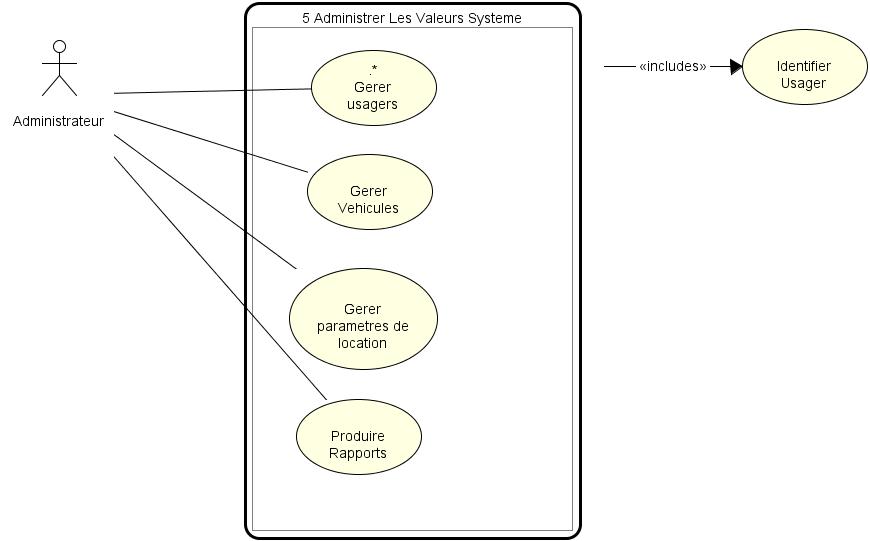 5 Administrer Les Valeurs Systeme
.*
Gerer
usagers
«includes»
Identifier
Usager
Administrateur
Gerer
Vehicules
Gerer
parametres de
location
Produire
Rapports